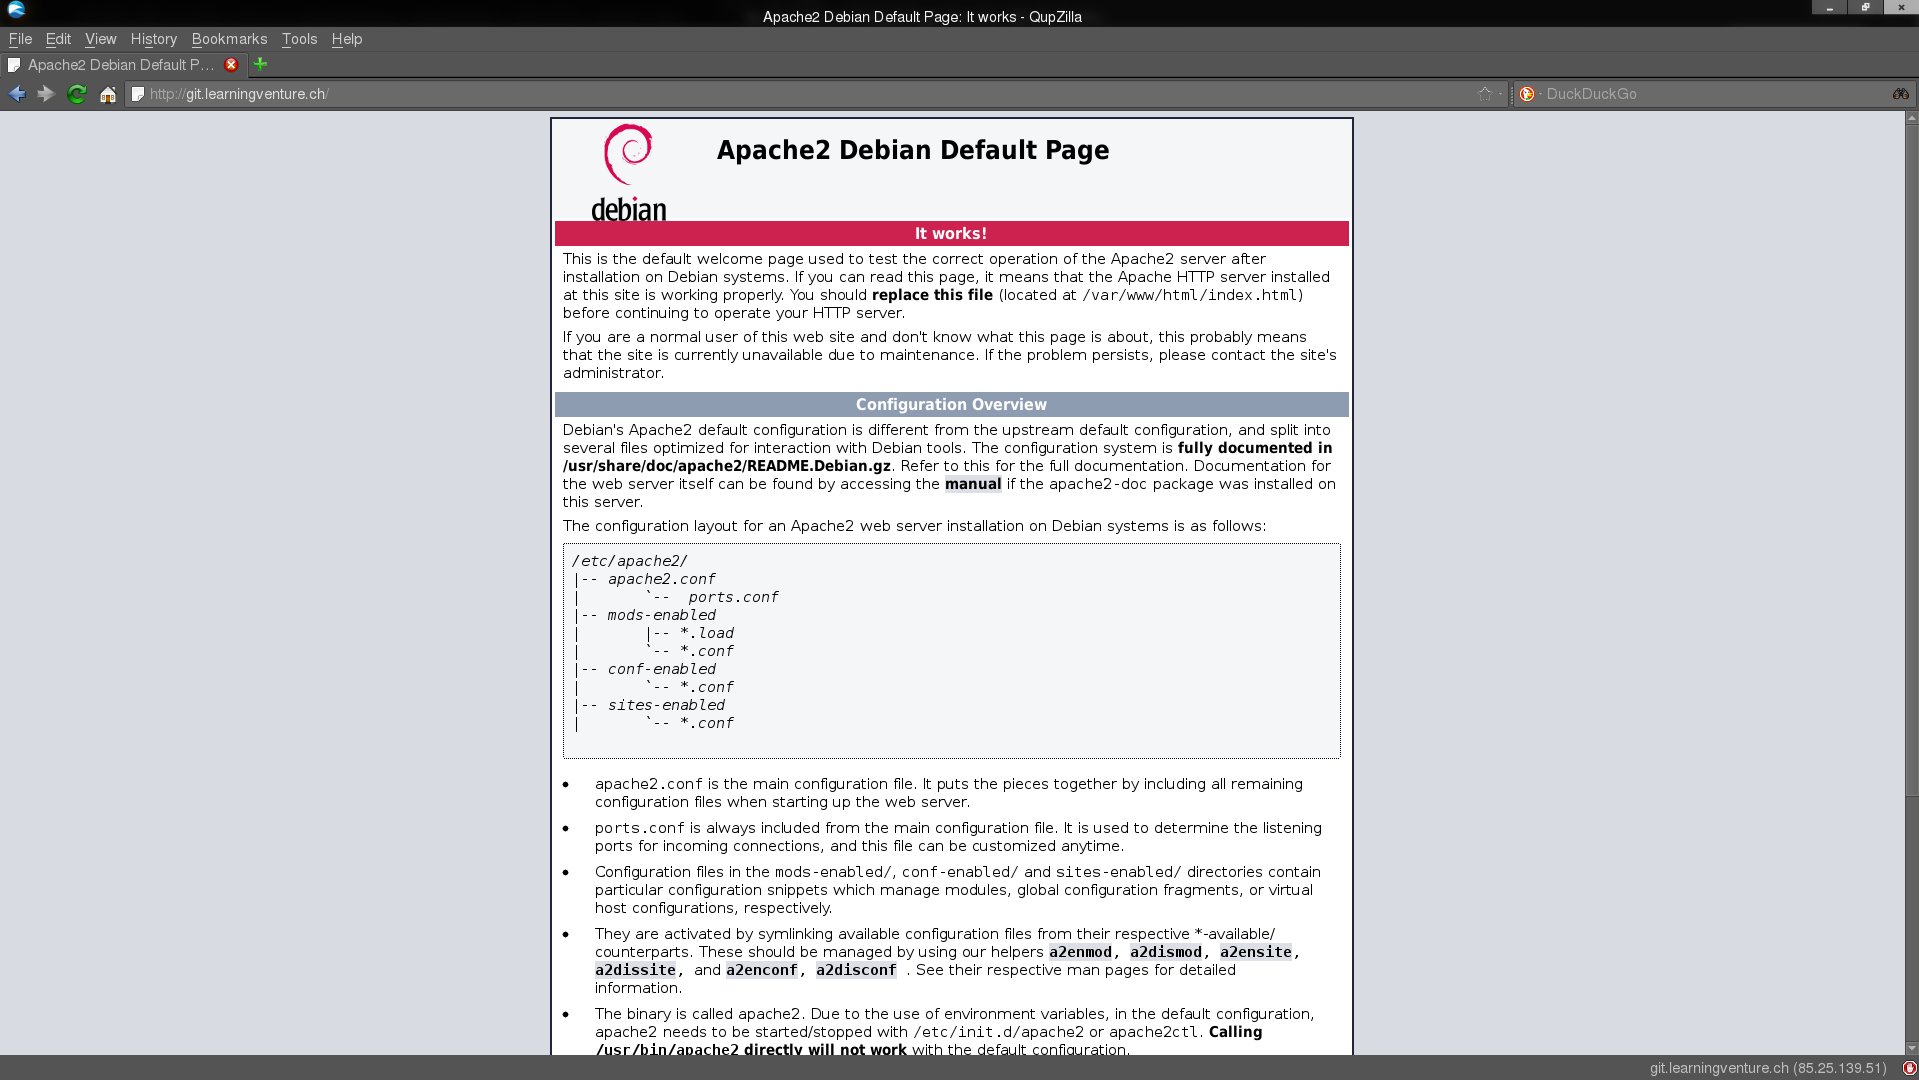 Apache2 Debian Default Page: It works - QupZilla
File Edit View History Bookmarks Tools Help
Apache2 Debian Default P...
http://git.learningventure.ch/
DuckDuckGo
debian
Apache2 Debian Default Page
It works!
This is the default welcome page used to test the correct operation of the Apache2 server after
installation on Debian systems. If you can read this page, it means that the Apache HTTP server installed
at this site is working properly. You should replace this file (located at /var/www/html/index.html)
before continuing to operate your HTTP server.
If you are a normal user of this web site and don't know what this page is about, this probably means
that the site is currently unavailable due to maintenance. If the problem persists, please contact the site's
administrator.
Configuration Overview
Debian's Apache2 default configuration is different from the upstream default configuration, and split into
several files optimized for interaction with Debian tools. The configuration system is fully documented in
/usr/share/doc/apache2/README.Debian.gz. Refer to this for the full documentation. Documentation for
the web server itself can be found by accessing the manual if the apache2-doc package was installed on
this server.
The configuration layout for an Apache2 web server installation on Debian systems is as follows:
/etc/apache2/
|-- apache2.conf
|       `--  ports.conf
|-- mods-enabled
|       |-- *.load
|       `-- *.conf
|-- conf-enabled
|       `-- *.conf
|-- sites-enabled
|       `-- *.conf
• apache2.conf is the main configuration file. It puts the pieces together by including all remaining
configuration files when starting up the web server.
• ports.conf is always included from the main configuration file. It is used to determine the listening
ports for incoming connections, and this file can be customized anytime.
• Configuration files in the mods-enabled/, conf-enabled/ and sites-enabled/ directories contain
particular configuration snippets which manage modules, global configuration fragments, or virtual
host configurations, respectively.
• They are activated by symlinking available configuration files from their respective *-available/
counterparts. These should be managed by using our helpers a2enmod, a2dismod, a2ensite,
a2dissite, and a2enconf, a2disconf . See their respective man pages for detailed
information.
• The binary is called apache2. Due to the use of environment variables, in the default configuration,
apache2 needs to be started/stopped with /etc/init.d/apache2 or apache2ctl. Calling
/usr/bin/apache2 directly will not work with the default configuration.
git.learningventure.ch (85.25.139.51)